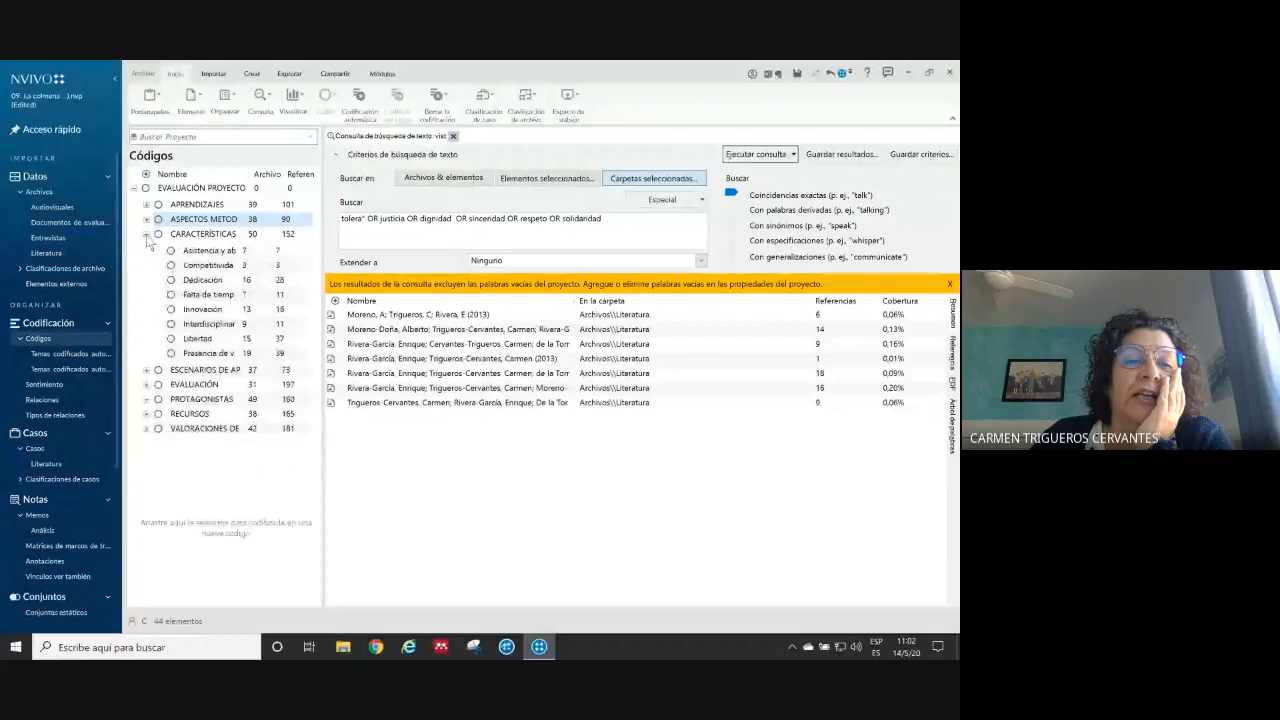 NVIVO
(Edited)
Acceso rápido
IMPORTAR
Datos
Archivos
Audiovisuales
Documentos de evalua...
Entrevistas
Literatura
Clasificaciones de archivo
Elementos externos
ORGANIZAR
Codificación
Códigos
Temas codificados auto...
Temas codificados auto...
Sentimiento
Relaciones
Tipos de relaciones
Casos
Casos
Literatura
Clasificaciones de casos
Notas
Memos
Análisis
Matrices de marcos de tr...
Anotaciones
Vínculos ver también
Conjuntos
Conjuntos estáticos
Archivo Inicio Importar Crear Explorar Compartir Módulos
Portapapeles Elemento Organizar Consulta Visualizar Codificación automática Borrar la codificación Clasificación de caso Clasificación de archivo Espacio de trabajo
Buscar Proyecto
Códigos
Nombre Archivo Referen
EVALUACIÓN PROYECTO 0 0
APRENDIZAJES 39 101
ASPECTOS METOD 38 90
CARACTERÍSTICAS 50 152
Asistencia y ab 7 7
Competitivida 3 3
Dedicación 16 28
Falta de tiemp 7 11
Innovación 13 16
Interdisciplinar 9 11
Libertad 15 37
Presencia de v 19 39
ESCENARIOS DE AP 37 73
EVALUACIÓN 31 197
PROTAGONISTAS 49 160
RECURSOS 38 165
VALORACIONES DE 42 181
Arrastre aquí la selección para codificarla en un nuevo código
Consulta de búsqueda de texto: vist
Criterios de búsqueda de texto
Ejecutar consulta Guardar resultados... Guardar criterios...
Buscar en Archivos & elementos Elementos seleccionados... Carpetas seleccionadas...
Especial
Buscar
tolera* OR justicia OR dignidad OR sinceridad OR respeto OR solidaridad
Extender a Ninguno
Buscar
Coincidencias exactas (p. ej., "talk")
Con palabras derivadas (p. ej., "talking")
Con sinónimos (p. ej., "speak")
Con especificaciones (p. ej., "whisper")
Con generalizaciones (p. ej., "communicate")
Los resultados de la consulta excluyen las palabras vacías del proyecto. Agregue o elimine palabras vacías en las propiedades del proyecto. X
Nombre En la carpeta Referencias Cobertura
Moreno, A; Trigueros, C; Rivera, E (2013) Archivos\\Literatura 6 0,06%
Moreno-Doña, Alberto; Trigueros-Cervantes, Carmen; Rivera-G Archivos\\Literatura 14 0,13%
Rivera-García, Enrique; Cervantes-Trigueros, Carmen; de la Torr Archivos\\Literatura 9 0,16%
Rivera-García, Enrique; Trigueros-Cervantes, Carmen (2013) Archivos\\Literatura 1 0,01%
Rivera-García, Enrique; Trigueros-Cervantes, Carmen; de la Torr Archivos\\Literatura 18 0,09%
Rivera-García, Enrique; Trigueros-Cervantes, Carmen; Moreno- Archivos\\Literatura 16 0,20%
Trigueros-Cervantes, Carmen; Rivera-García, Enrique; De la Tor Archivos\\Literatura 9 0,06%
Resumen
Referencia
PDF
Árbol de palabras
C 44 elementos
Escribe aquí para buscar
ESP
ES
11:02
14/5/20
CARMEN TRIGUEROS CERVANTES